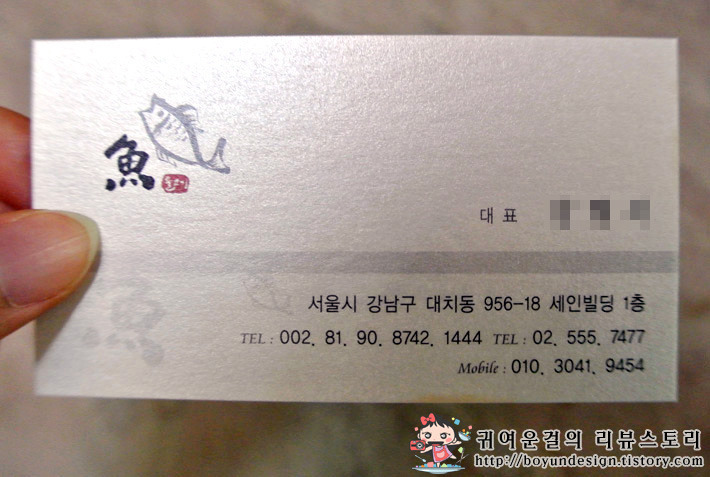 魚
대표
서울시 강남구 대치동 956-18 세인빌딩 1층
TEL : 002. 81. 90. 8742. 1444 TEL : 02. 555. 7477
Mobile : 010. 3041. 9454
귀여운걸의 리뷰스토리
http://boyundesign.tistory.com/